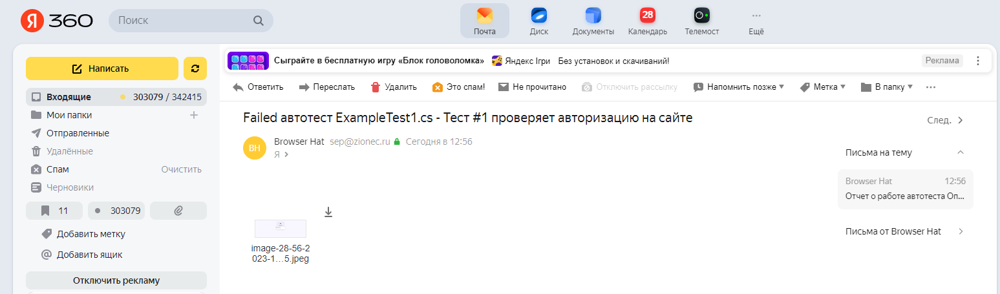 Я 360
Поиск
Почта
Диск
Документы
28
Календарь
Телемост
Ещё
Написать
Входящие 303079 / 342415
Мои папки
Отправленные
Удалённые
Спам Очистить
Черновики
11 303079
Добавить метку
Добавить ящик
Отключить рекламу
Сыграйте в бесплатную игру «Блок головоломка» Яндекс Ігри Без установок и скачиваний! Реклама
Ответить Переслать Удалить Это спам! Не прочитано Отключить рассылку Напомнить позже Метка В папку
Failed автотест ExampleTest1.cs - Тест #1 проверяет авторизацию на сайте
След.
BH
Browser Hat sep@zionec.ru Сегодня в 12:56
Я
image-28-56-2
023-1…5.jpeg
Письма на тему
Browser Hat 12:56
Отчет о работе автотеста Оп...
Письма от Browser Hat